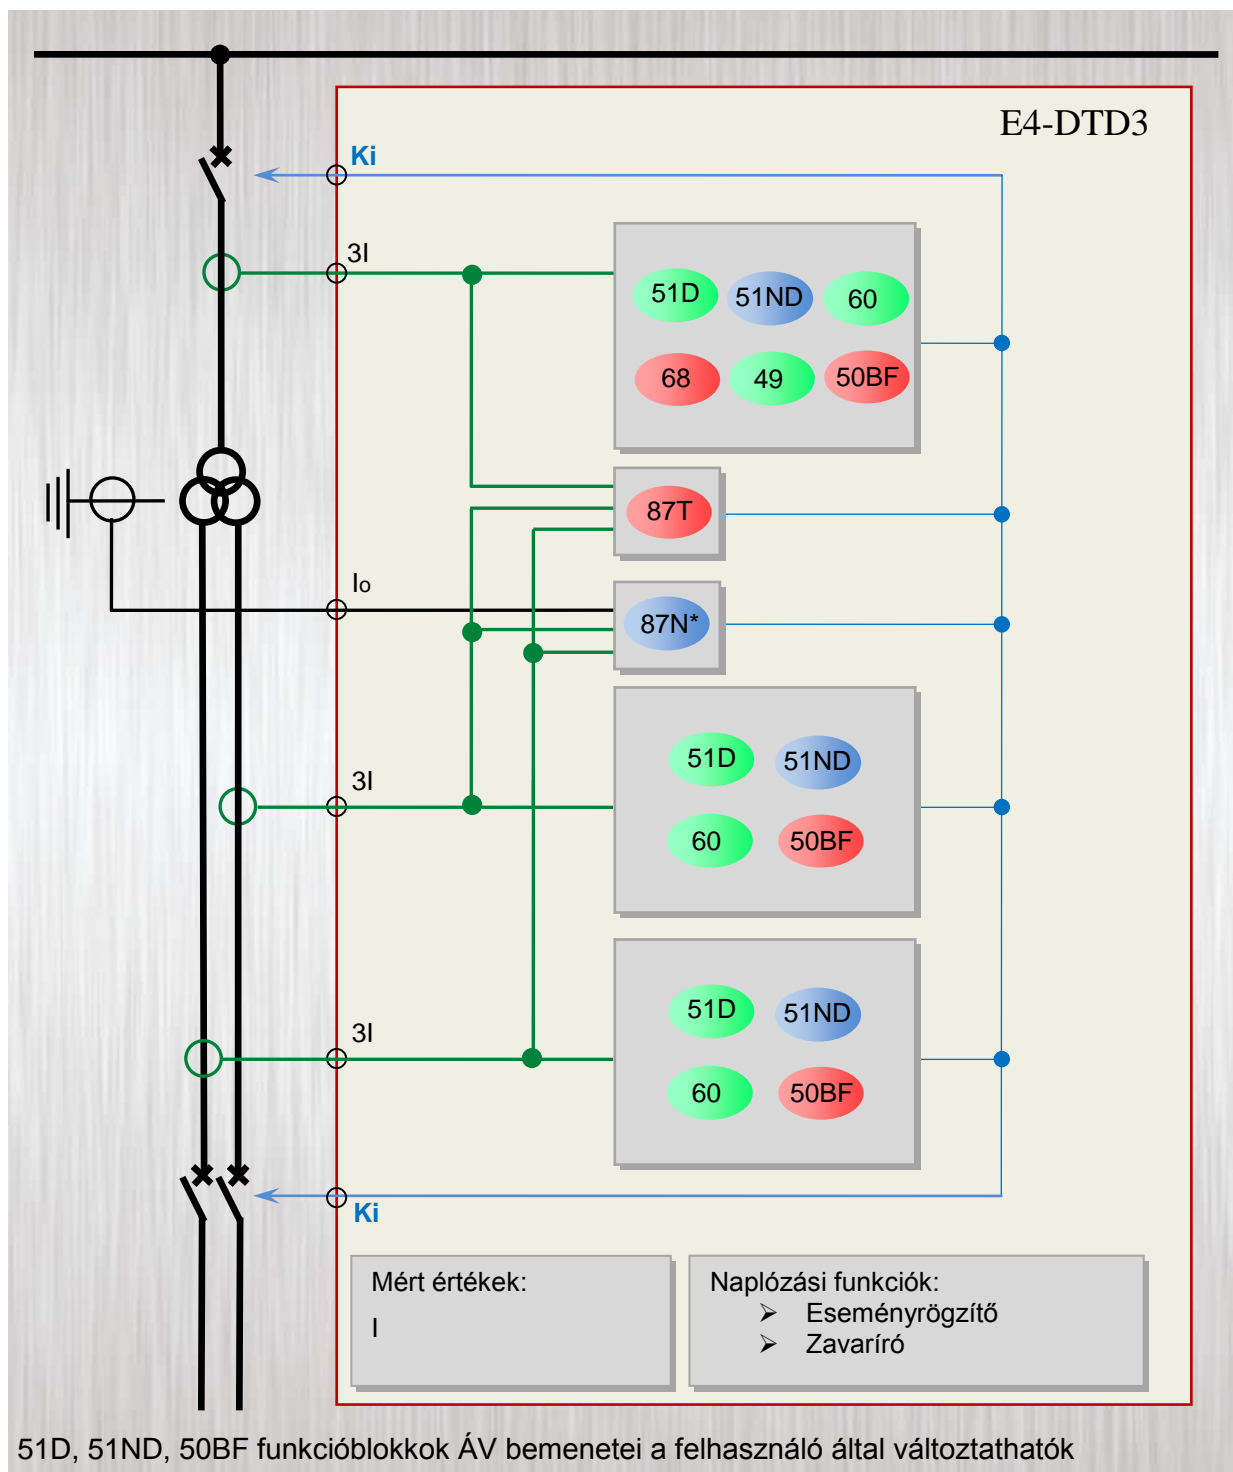 E4-DTD3
Ki
3I
51D 51ND 60
68 49 50BF
87T
Io
87N*
3I
51D 51ND
60 50BF
3I
51D 51ND
60 50BF
Ki
Mért értékek:
I
Naplózási funkciók:
➢ Eseményrögzítő
➢ Zavaríró
51D, 51ND, 50BF funkcióblokkok ÁV bemenetei a felhasználó által változtathatók